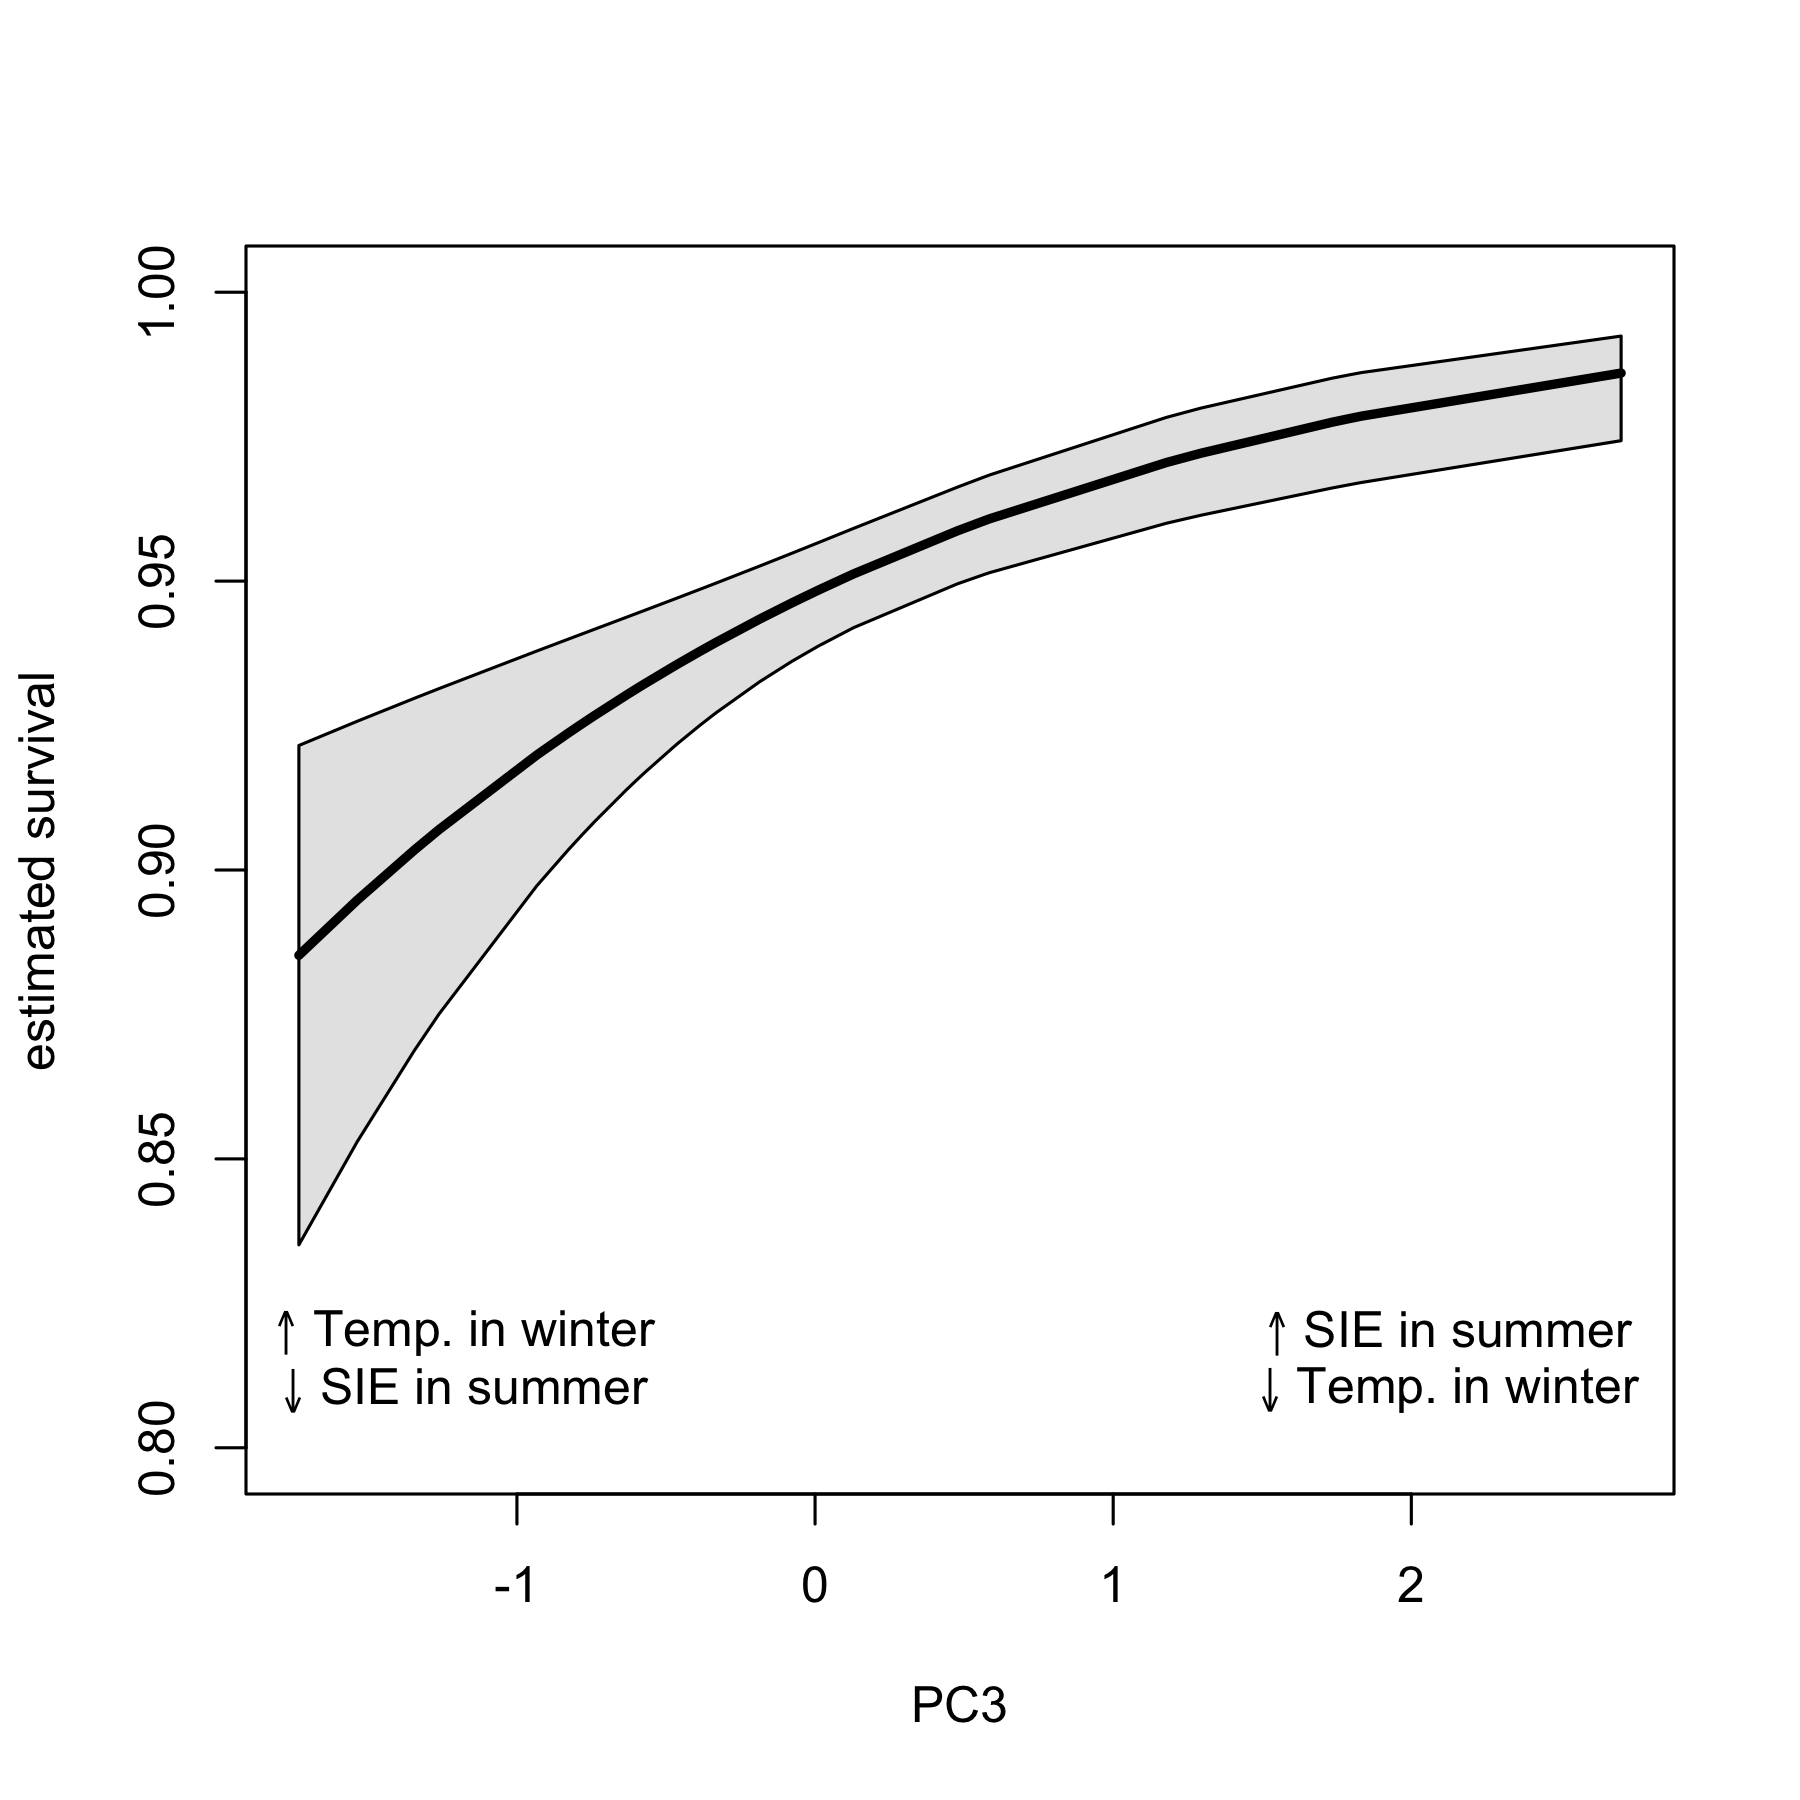 1.00
0.95
0.90
0.85
0.80
estimated survival
↑ Temp. in winter
↓ SIE in summer
↑ SIE in summer
↓ Temp. in winter
-1 0 1 2
PC3